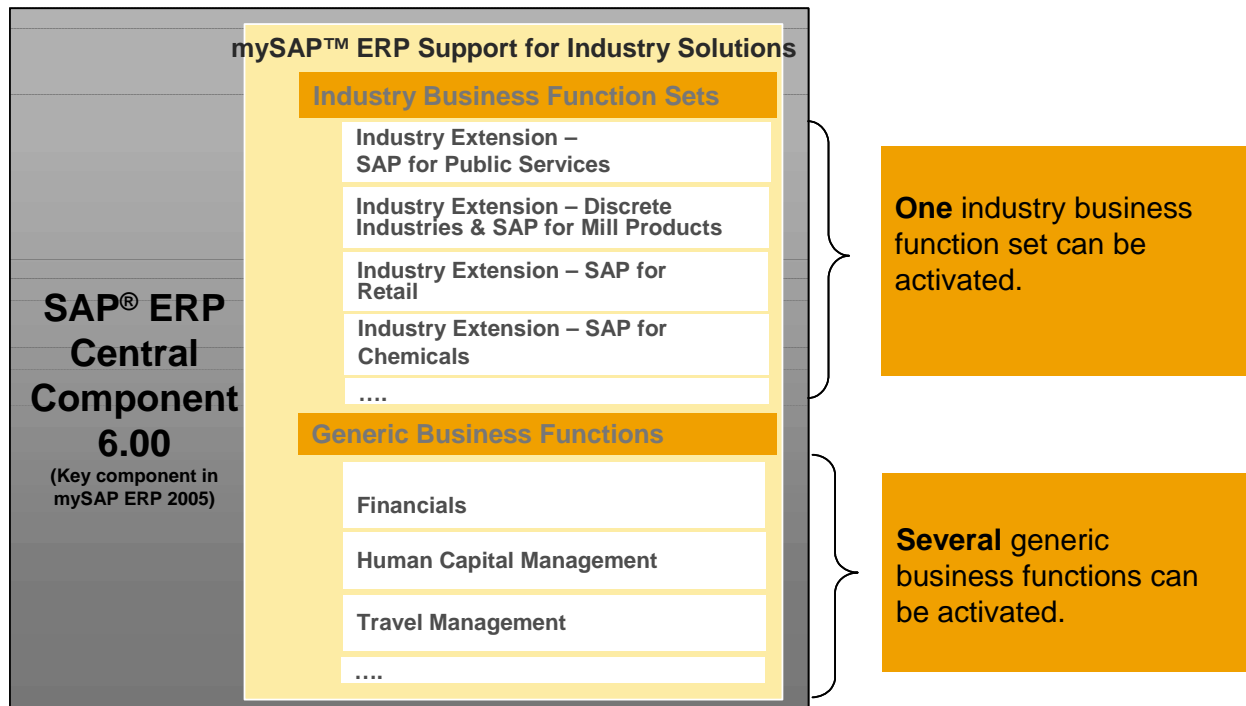 mySAP™ ERP Support for Industry Solutions
Industry Business Function Sets
Industry Extension –
SAP for Public Services
Industry Extension – Discrete
Industries & SAP for Mill Products
Industry Extension – SAP for
Retail
Industry Extension – SAP for
Chemicals
....
Generic Business Functions
Financials
Human Capital Management
Travel Management
....
SAP® ERP
Central
Component
6.00
(Key component in
mySAP ERP 2005)
One industry business
function set can be
activated.
Several generic
business functions can
be activated.